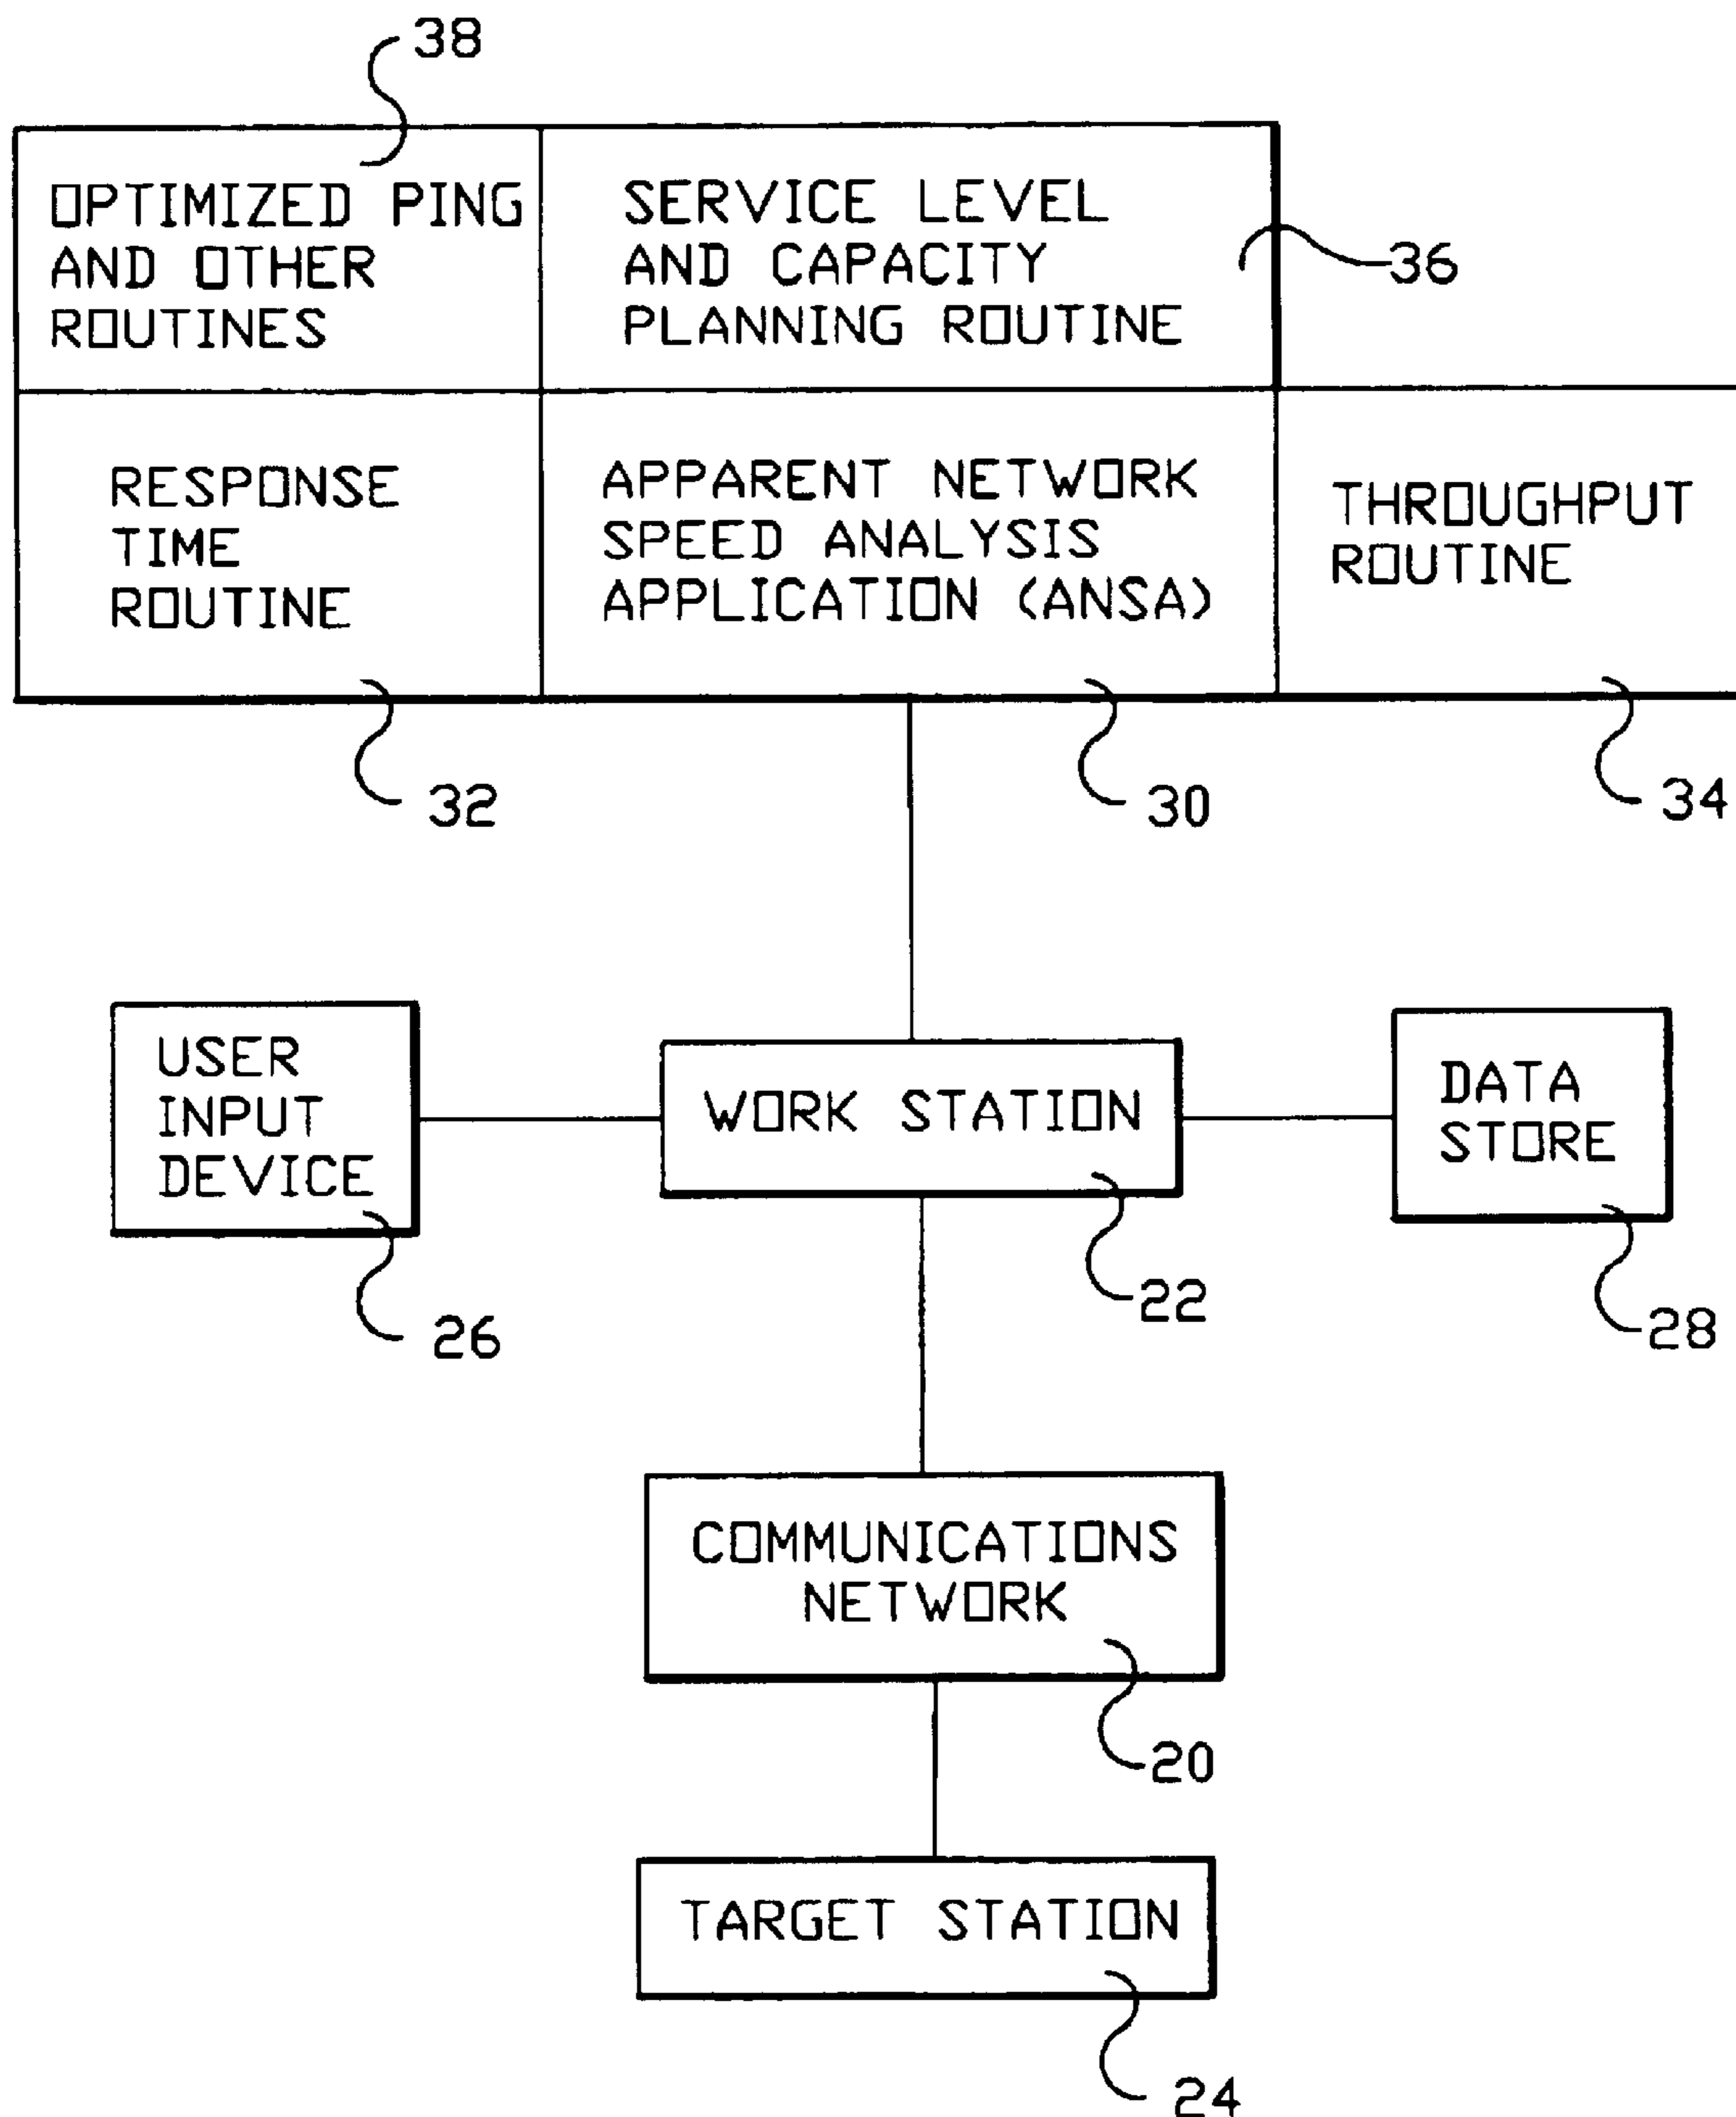 38
OPTIMIZED PING
AND OTHER
ROUTINES
SERVICE LEVEL
AND CAPACITY
PLANNING ROUTINE
36
RESPONSE
TIME
ROUTINE
APPARENT NETWORK
SPEED ANALYSIS
APPLICATION (ANSA)
THROUGHPUT
ROUTINE
32
30
34
USER
INPUT
DEVICE
WORK STATION
DATA
STORE
26
22
28
COMMUNICATIONS
NETWORK
20
TARGET STATION
24